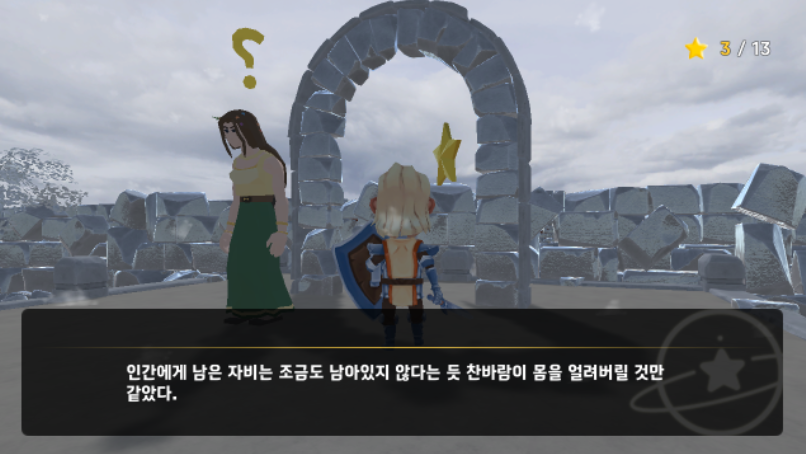 3 / 13
인간에게 남은 자비는 조금도 남아있지 않다는 듯 찬바람이 몸을 얼려버릴 것만
같았다.